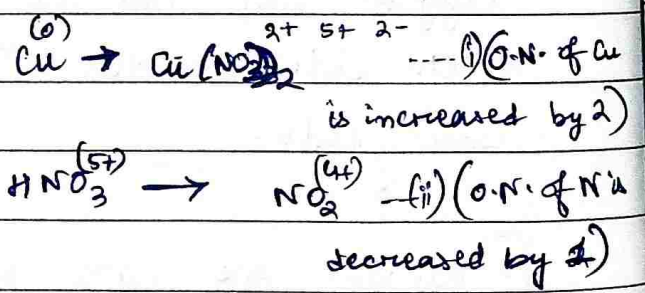 (0) 2+ 5+ 2-
Cu → Cu(NO3)2 ----(i) (O.N. of Cu
is increased by 2)
(5+) (4+)
HNO3 → NO2 -(ii) (O.N. of N is
decreased by 1)